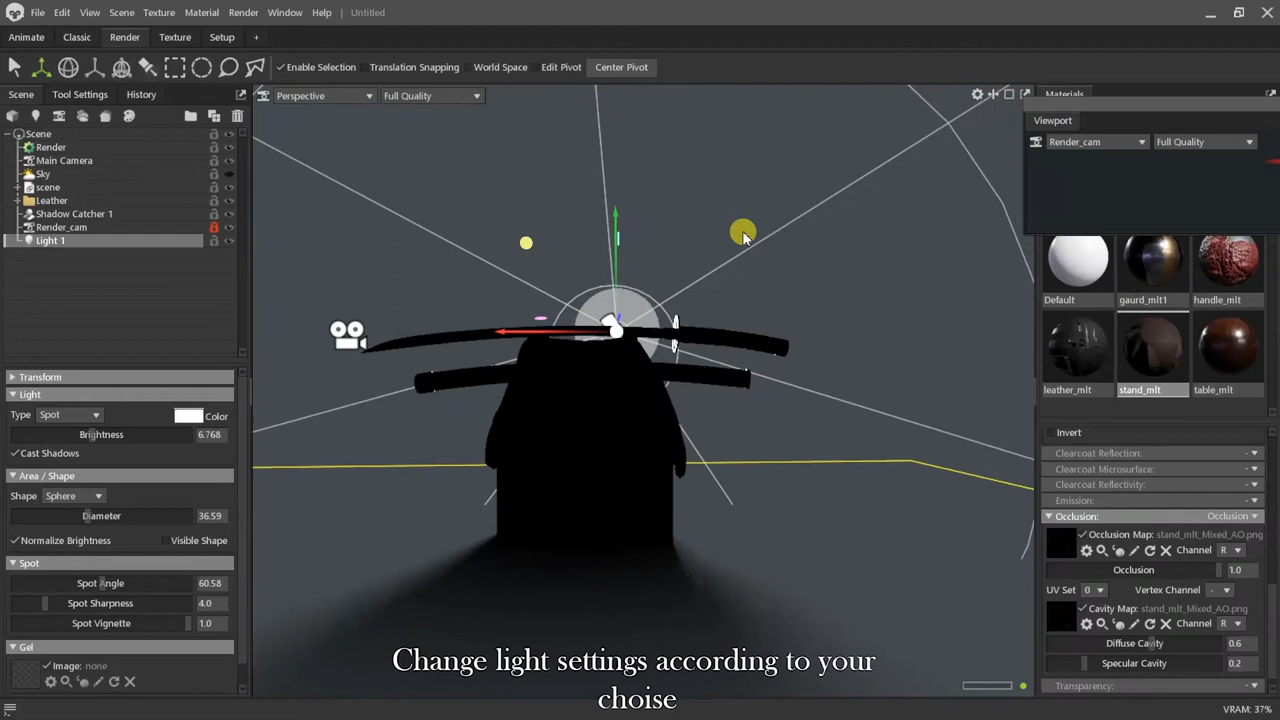 File Edit View Scene Texture Material Render Window Help | Untitled
Animate Classic Render Texture Setup +
Enable Selection Translation Snapping World Space Edit Pivot Center Pivot
Scene Tool Settings History
Perspective Full Quality
Materials
Viewport
Render_cam Full Quality
Scene
Render
Main Camera
Sky
scene
Leather
Shadow Catcher 1
Render_cam
Light 1
Default gaurd_mlt1 handle_mlt
leather_mlt stand_mlt table_mlt
Transform
Light
Type Spot Color
Brightness 6.768
Cast Shadows
Area / Shape
Shape Sphere
Diameter 36.59
Normalize Brightness Visible Shape
Spot
Spot Angle 60.58
Spot Sharpness 4.0
Spot Vignette 1.0
Gel
Image: none
Invert
Clearcoat Reflection: -
Clearcoat Microsurface: -
Clearcoat Reflectivity: -
Emission: -
Occlusion: Occlusion
Occlusion Map: stand_mlt_Mixed_AO.png
Channel R
Occlusion 1.0
UV Set 0 Vertex Channel -
Cavity Map: stand_mlt_Mixed_AO.png
Channel R
Diffuse Cavity 0.6
Specular Cavity 0.2
Transparency: -
Change light settings according to your
choise
VRAM: 37%